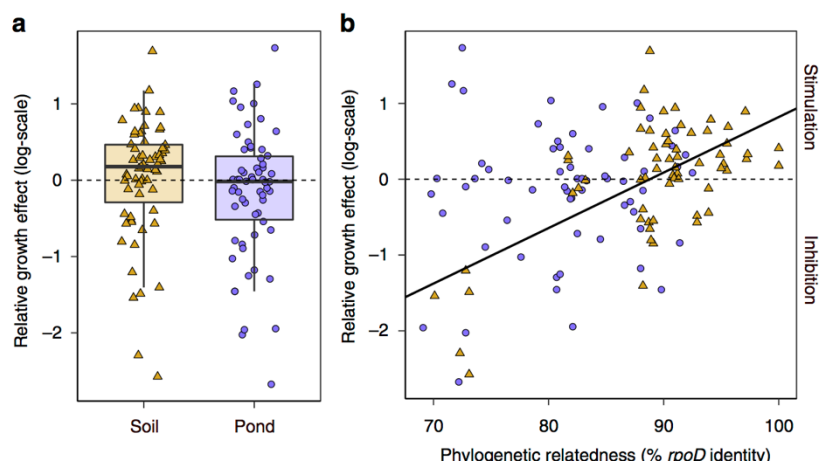 a
b
Relative growth effect (log-scale)
1
0
−1
−2
Soil
Pond
Relative growth effect (log-scale)
1
0
−1
−2
70
80
90
100
Phylogenetic relatedness (% rpoD identity)
Stimulation
Inhibition